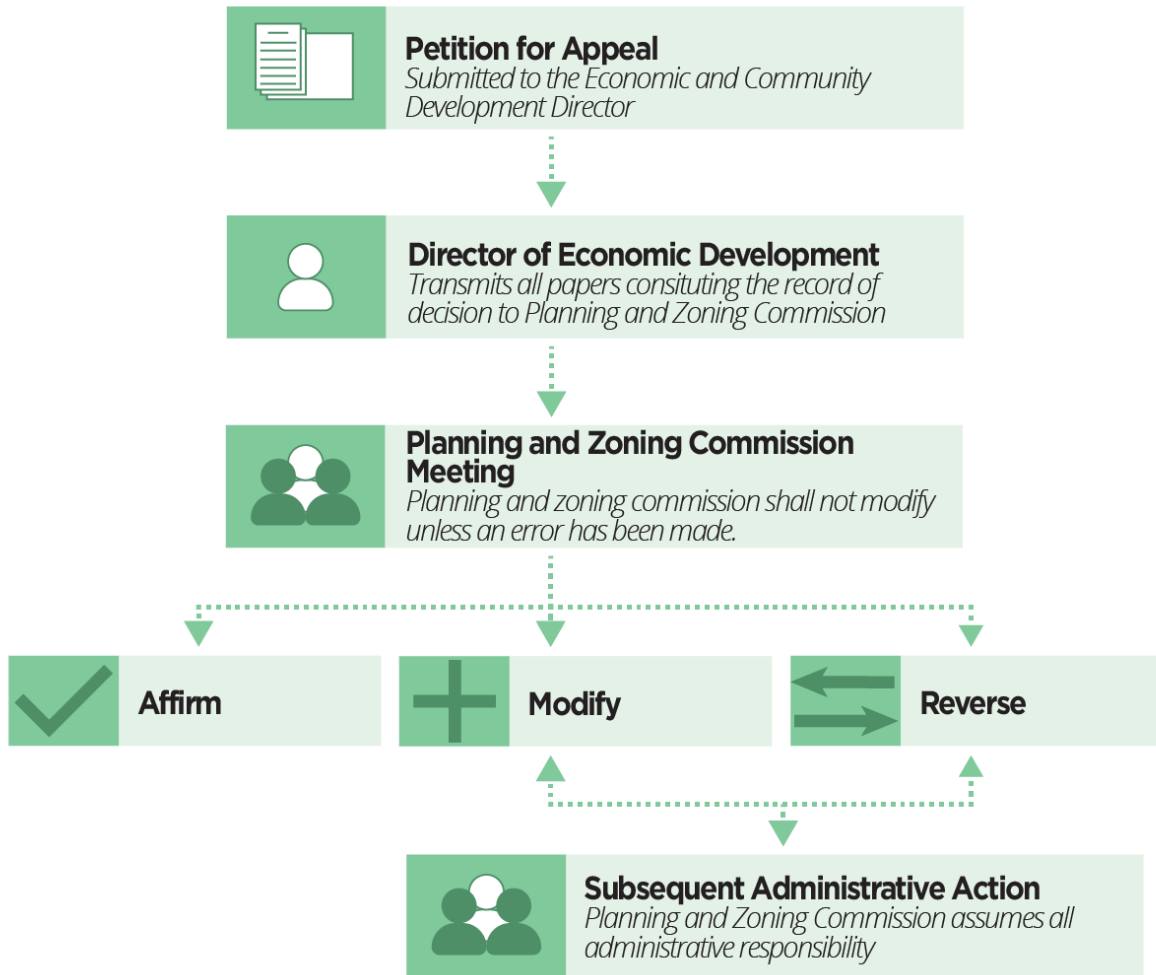 Petition for Appeal
Submitted to the Economic and Community
Development Director
Director of Economic Development
Transmits all papers consituting the record of
decision to Planning and Zoning Commission
Planning and Zoning Commission
Meeting
Planning and zoning commission shall not modify
unless an error has been made.
Affirm
Modify
Reverse
Subsequent Administrative Action
Planning and Zoning Commission assumes all
administrative responsibility